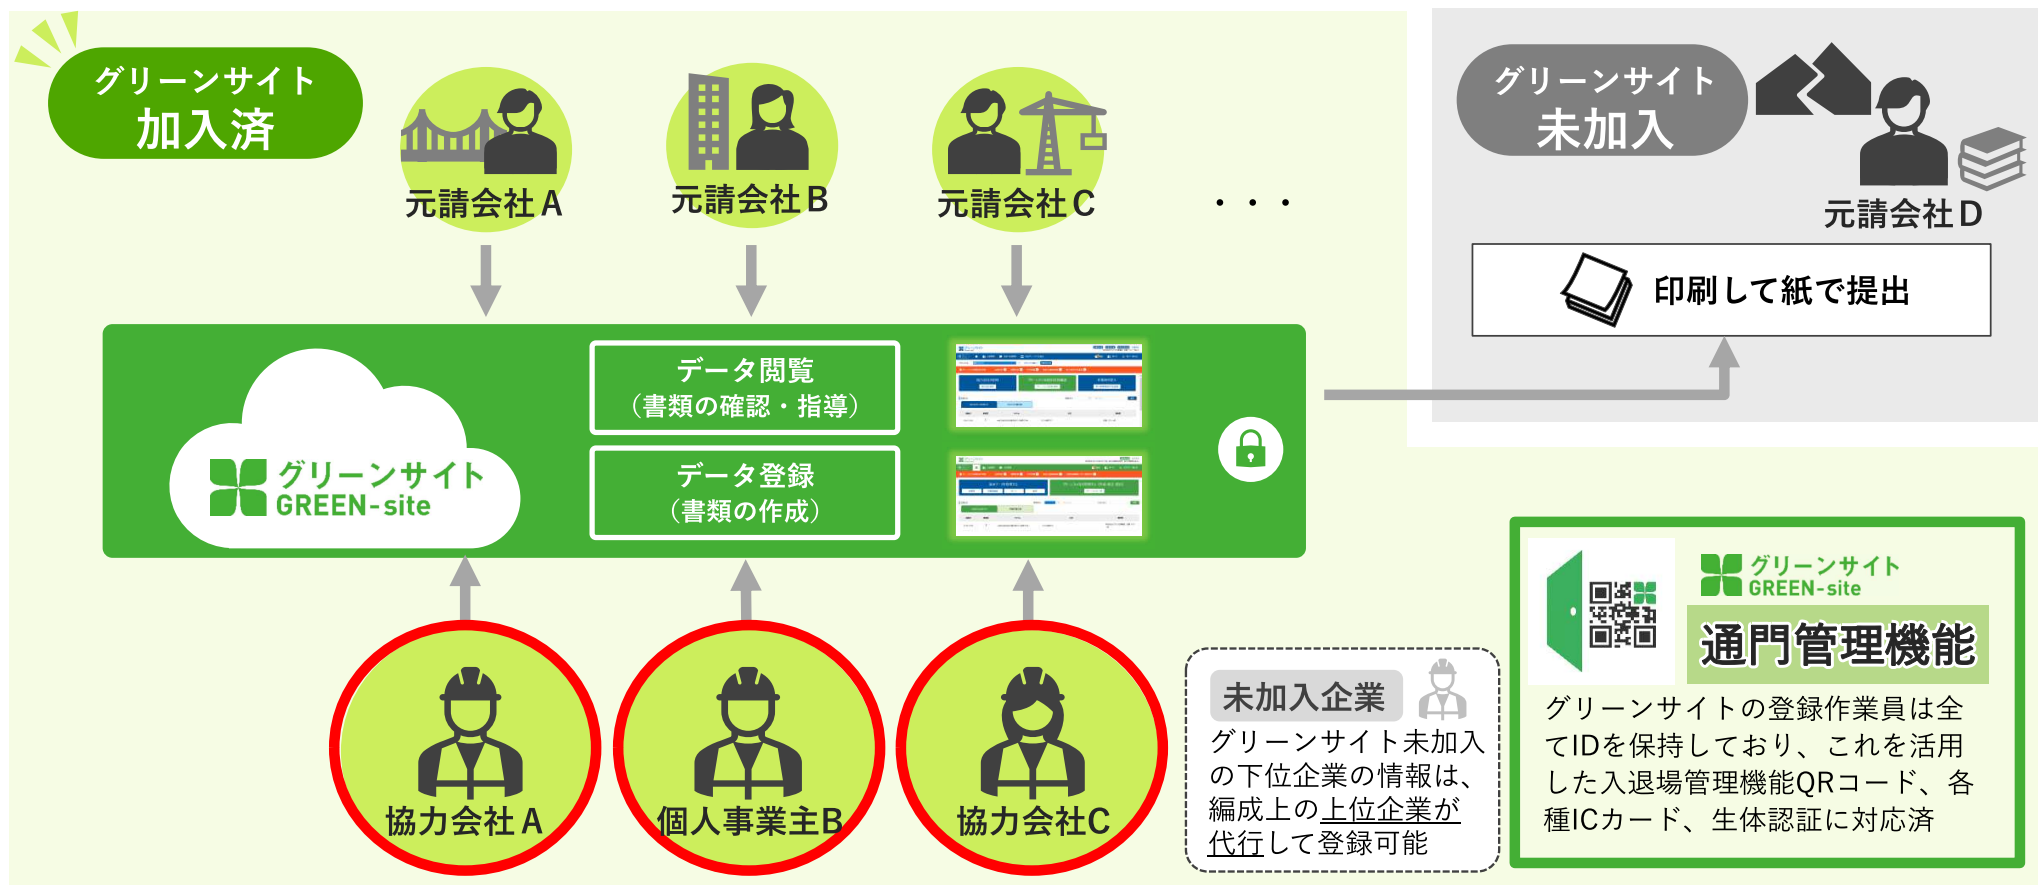 グリーンサイト
加入済
元請会社A
元請会社B
元請会社C
・・・
グリーンサイト
未加入
元請会社D
印刷して紙で提出
グリーンサイト
GREEN-site
データ閲覧
（書類の確認・指導）
データ登録
（書類の作成）
協力会社A
個人事業主B
協力会社C
未加入企業
グリーンサイト未加入
の下位企業の情報は、
編成上の上位企業が
代行して登録可能
グリーンサイト
GREEN-site
通門管理機能
グリーンサイトの登録作業員は全
てIDを保持しており、これを活用
した入退場管理機能QRコード、各
種ICカード、生体認証に対応済